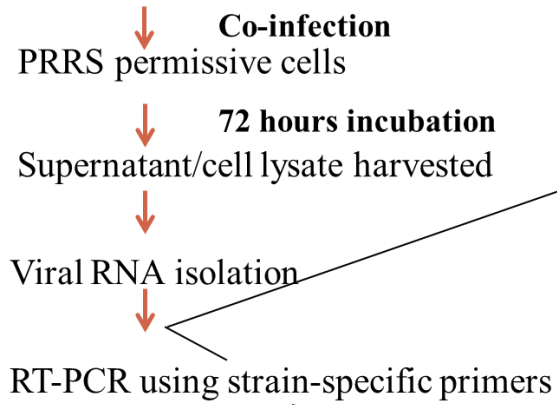 Co-infection
PRRS permissive cells
72 hours incubation
Supernatant/cell lysate harvested
Viral RNA isolation
RT-PCR using strain-specific primers